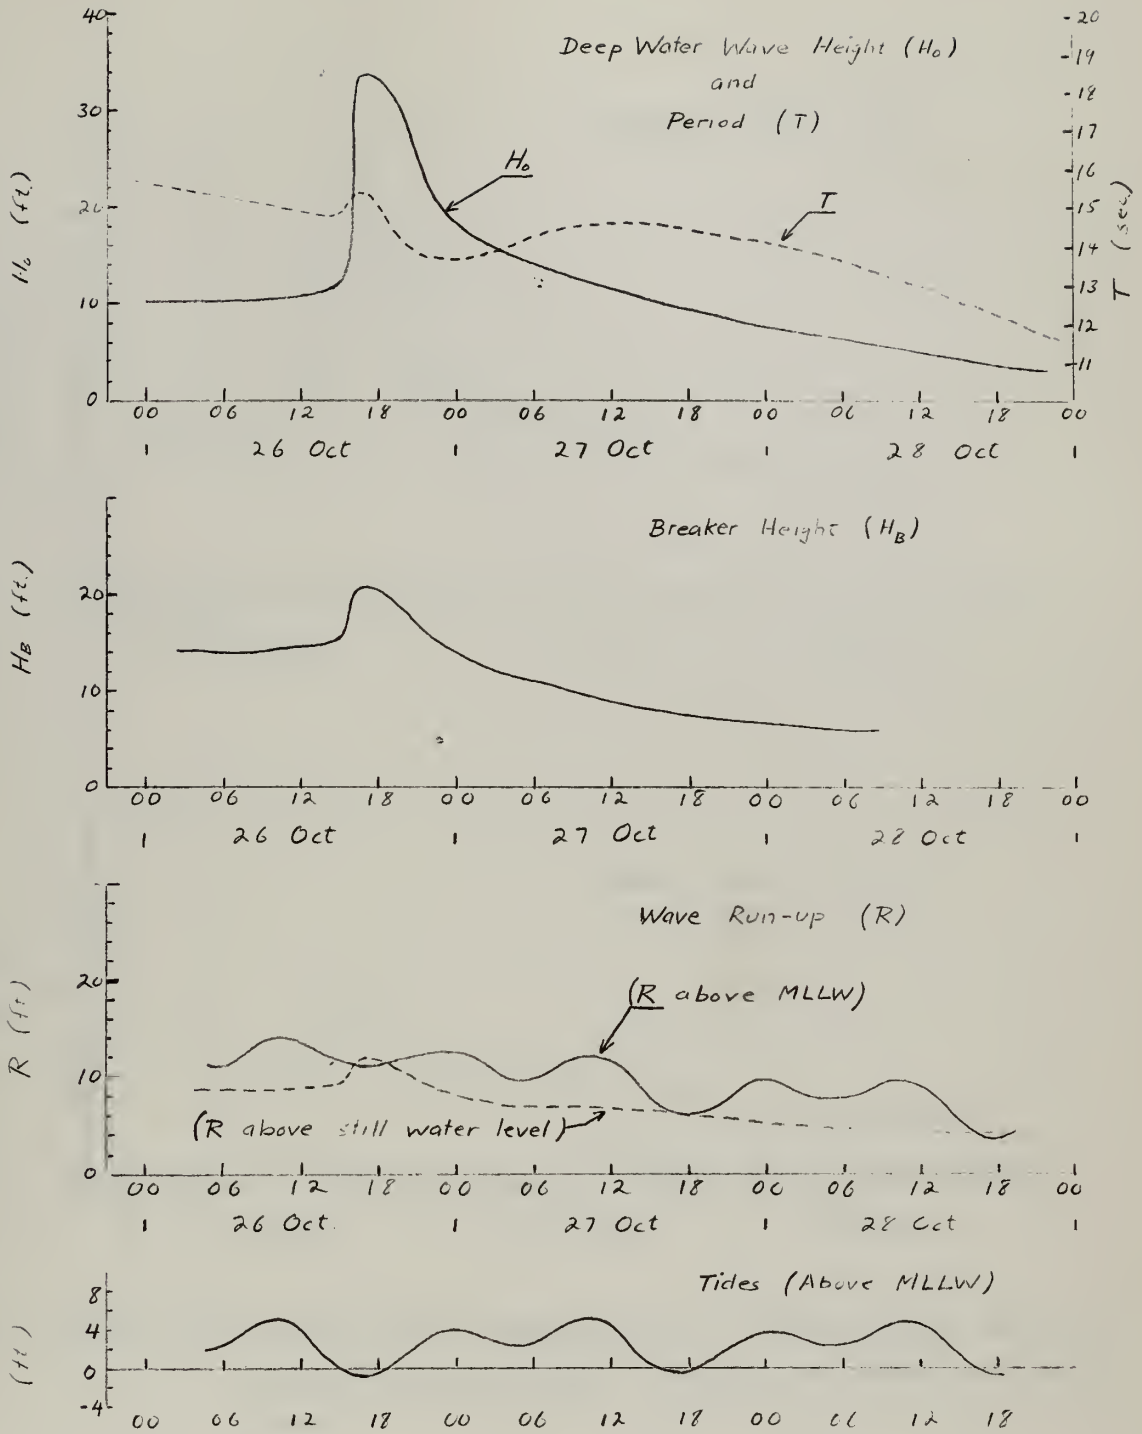 Deep Water Wave Height (H₀)
and
Period (T)
H₀ (ft.)
40
30
20
10
0
H₀
T
20
19
18
17
16
15
14
13
12
11
T (sec.)
00 06 12 18 00 06 12 18 00 06 12 18 00
26 Oct 27 Oct 28 Oct
Breaker Height (H_B)
H_B (ft.)
20
10
0
00 06 12 18 00 06 12 18 00 06 12 18 00
26 Oct 27 Oct 28 Oct
Wave Run-up (R)
R (ft)
20
10
0
(R above MLLW)
(R above still water level)
00 06 12 18 00 06 12 18 00 06 12 18 00
26 Oct. 27 Oct 28 Oct
Tides (Above MLLW)
(ft)
8
4
0
-4
00 06 12 18 00 06 12 18 00 06 12 18